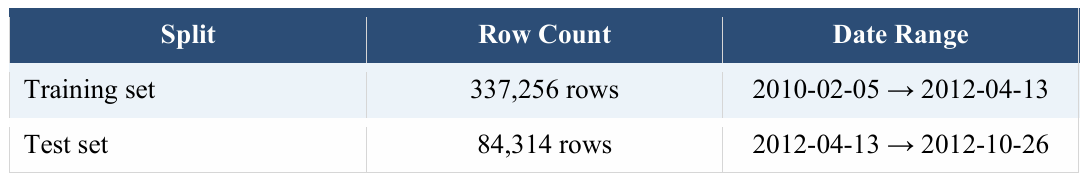 Split Row Count Date Range
Training set 337,256 rows 2010-02-05 → 2012-04-13
Test set 84,314 rows 2012-04-13 → 2012-10-26